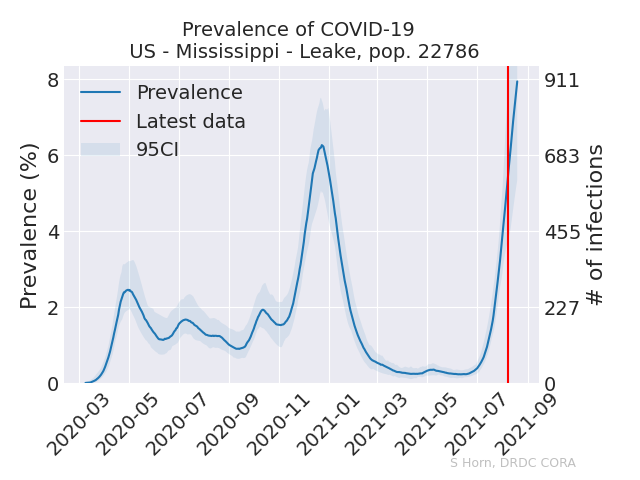 Prevalence of COVID-19
US - Mississippi - Leake, pop. 22786
Prevalence
Latest data
95CI
Prevalence (%)
8
6
4
2
0
911
683
455
227
0
# of infections
2020-03
2020-05
2020-07
2020-09
2020-11
2021-01
2021-03
2021-05
2021-07
2021-09
S Horn, DRDC CORA